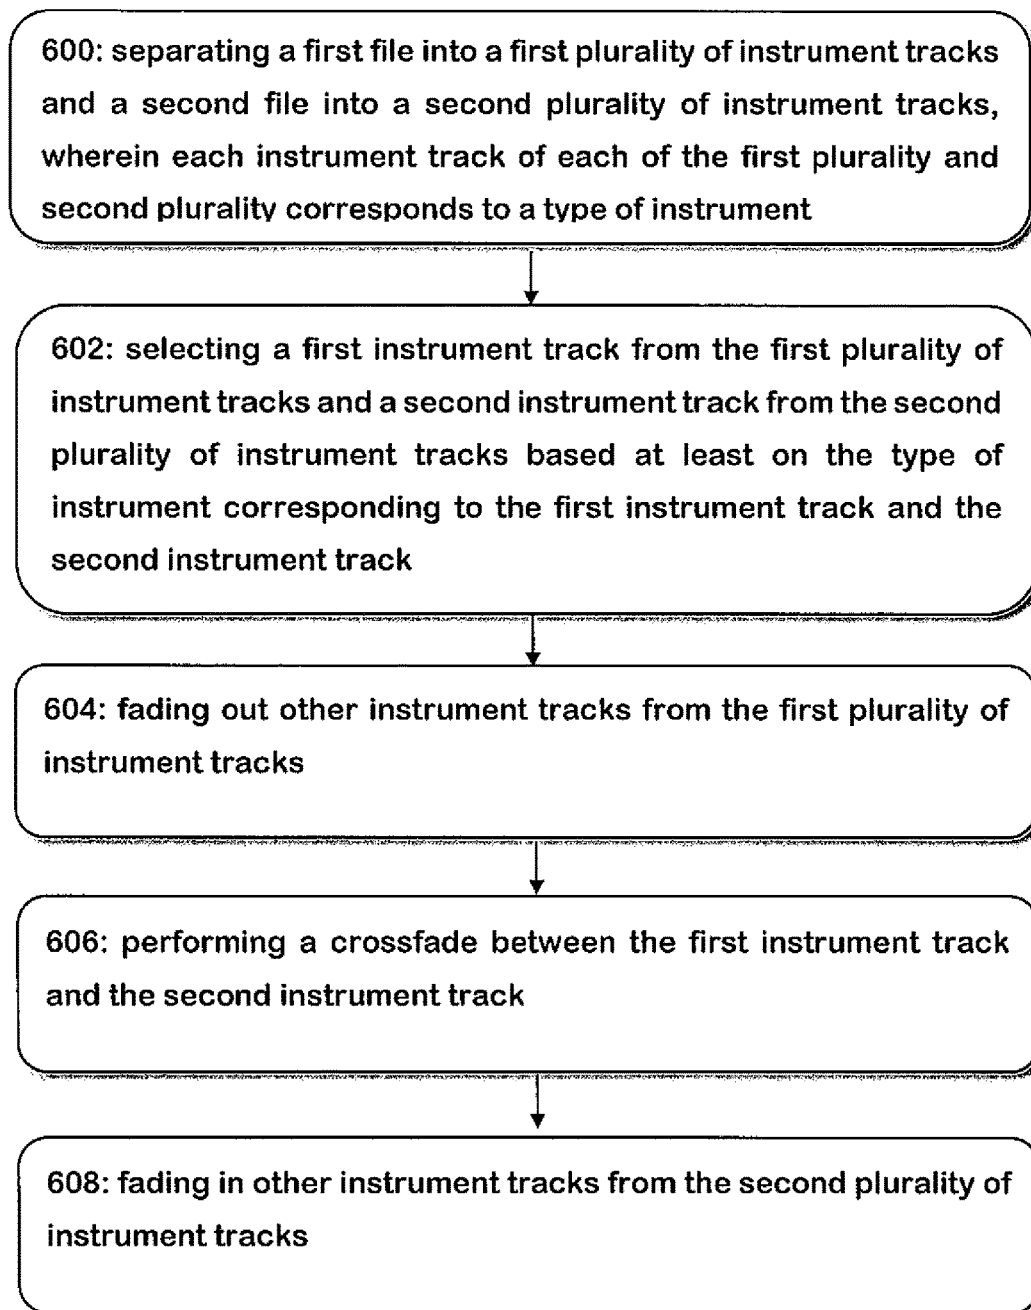 600: separating a first file into a first plurality of instrument tracks
and a second file into a second plurality of instrument tracks,
wherein each instrument track of each of the first plurality and
second plurality corresponds to a type of instrument
602: selecting a first instrument track from the first plurality of
instrument tracks and a second instrument track from the second
plurality of instrument tracks based at least on the type of
instrument corresponding to the first instrument track and the
second instrument track
604: fading out other instrument tracks from the first plurality of
instrument tracks
606: performing a crossfade between the first instrument track
and the second instrument track
608: fading in other instrument tracks from the second plurality of
instrument tracks